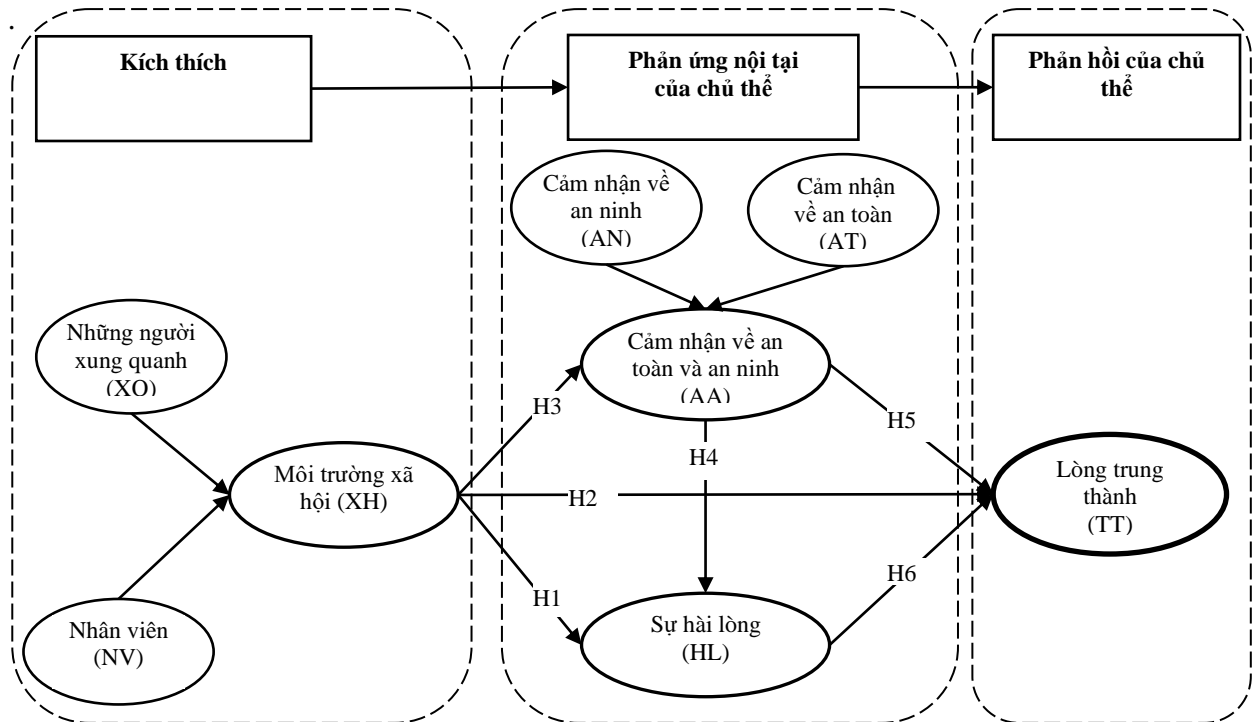 Kích thích
Phản ứng nội tại
của chủ thể
Phản hồi của chủ
thể
Cảm nhận về
an ninh
(AN)
Cảm nhận
về an toàn
(AT)
Những người
xung quanh
(XO)
Cảm nhận về an
toàn và an ninh
(AA)
H3
H5
H4
Môi trường xã
hội (XH)
H2
Lòng trung
thành
(TT)
H1
H6
Nhân viên
(NV)
Sự hài lòng
(HL)